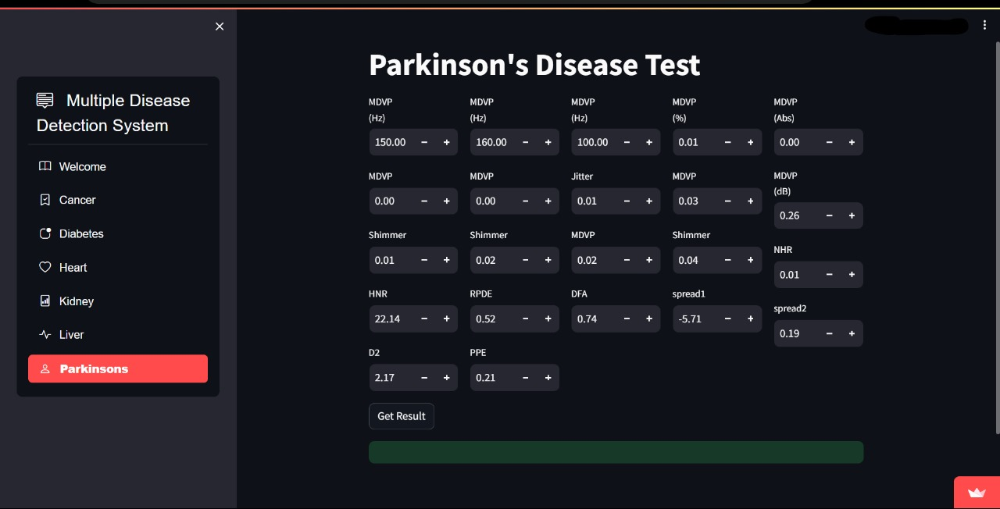 Multiple Disease
Detection System
Welcome
Cancer
Diabetes
Heart
Kidney
Liver
Parkinsons
Parkinson's Disease Test
MDVP (Hz) MDVP (Hz) MDVP (Hz) MDVP (%) MDVP (Abs)
150.00 − + 160.00 − + 100.00 − + 0.01 − + 0.00 − +
MDVP MDVP Jitter MDVP MDVP (dB)
0.00 − + 0.00 − + 0.01 − + 0.03 − + 0.26 − +
Shimmer Shimmer MDVP Shimmer NHR
0.01 − + 0.02 − + 0.02 − + 0.04 − + 0.01 − +
HNR RPDE DFA spread1 spread2
22.14 − + 0.52 − + 0.74 − + -5.71 − + 0.19 − +
D2 PPE
2.17 − + 0.21 − +
Get Result